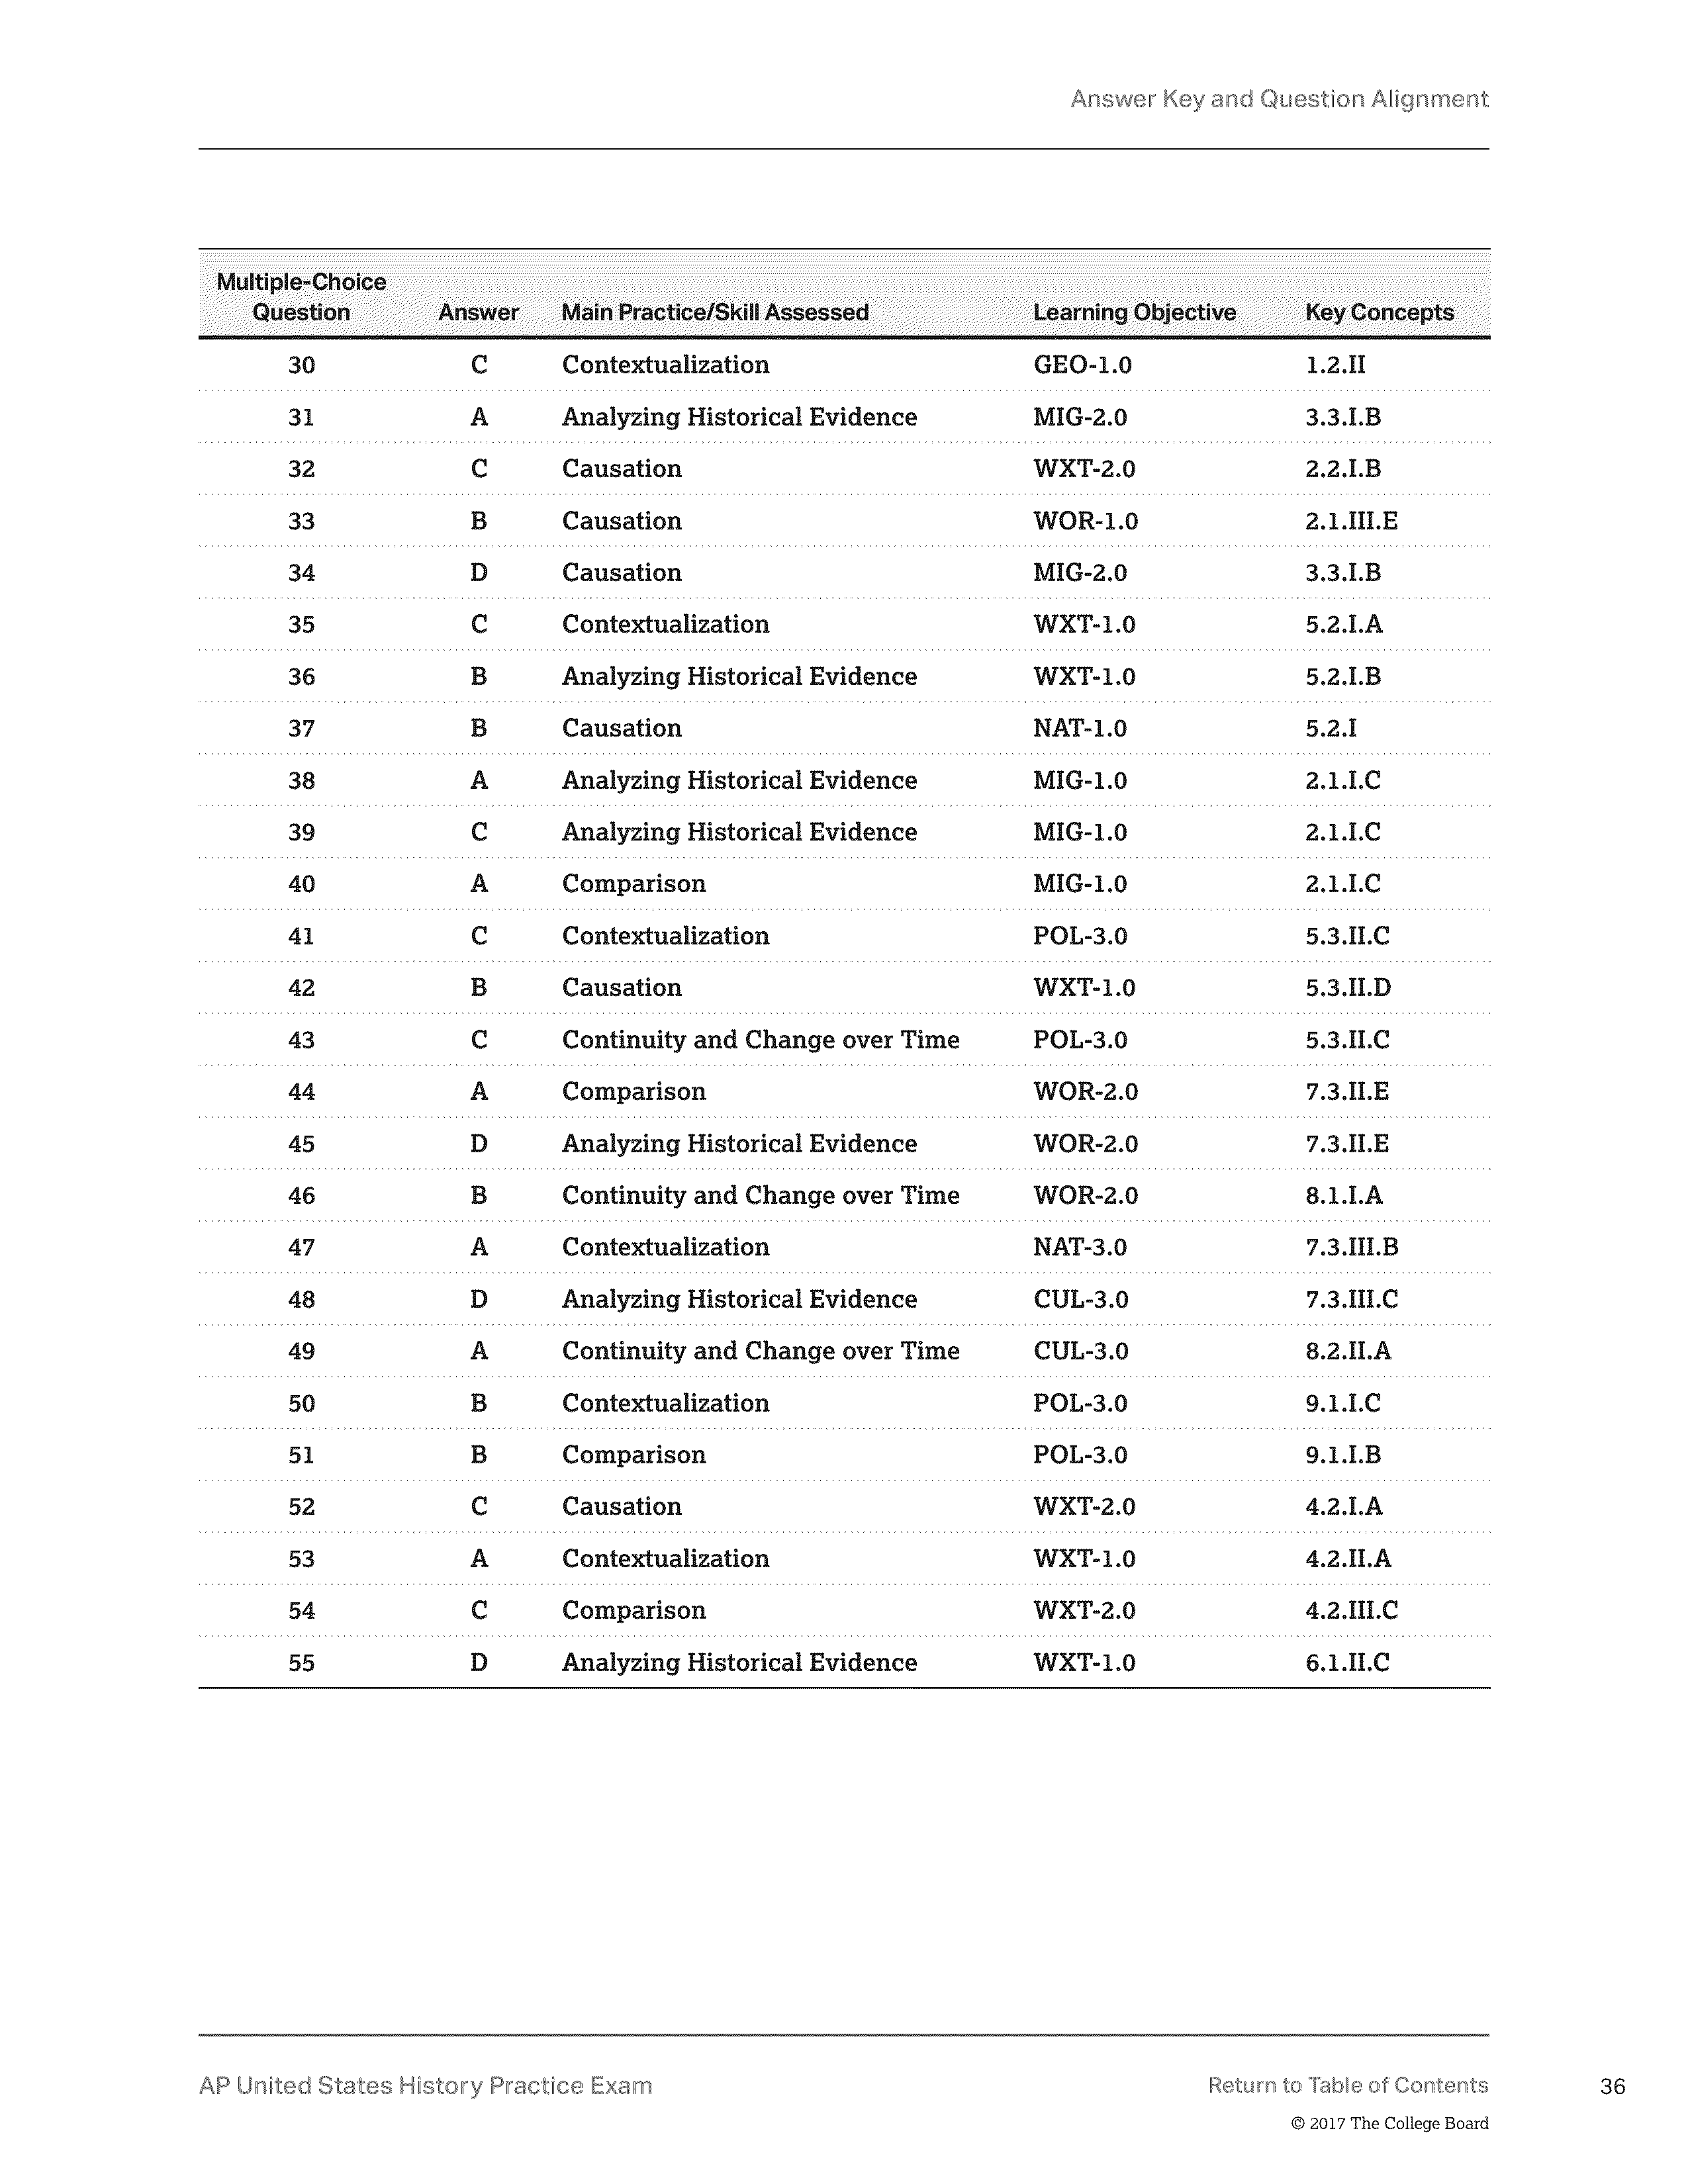 Answer Key and Question Alignment
Multiple-Choice
Question Answer Main Practice/Skill Assessed Learning Objective Key Concepts
30 C Contextualization GEO-1.0 1.2.II
31 A Analyzing Historical Evidence MIG-2.0 3.3.I.B
32 C Causation WXT-2.0 2.2.I.B
33 B Causation WOR-1.0 2.1.III.E
34 D Causation MIG-2.0 3.3.I.B
35 C Contextualization WXT-1.0 5.2.I.A
36 B Analyzing Historical Evidence WXT-1.0 5.2.I.B
37 B Causation NAT-1.0 5.2.I
38 A Analyzing Historical Evidence MIG-1.0 2.1.I.C
39 C Analyzing Historical Evidence MIG-1.0 2.1.I.C
40 A Comparison MIG-1.0 2.1.I.C
41 C Contextualization POL-3.0 5.3.II.C
42 B Causation WXT-1.0 5.3.II.D
43 C Continuity and Change over Time POL-3.0 5.3.II.C
44 A Comparison WOR-2.0 7.3.II.E
45 D Analyzing Historical Evidence WOR-2.0 7.3.II.E
46 B Continuity and Change over Time WOR-2.0 8.1.I.A
47 A Contextualization NAT-3.0 7.3.III.B
48 D Analyzing Historical Evidence CUL-3.0 7.3.III.C
49 A Continuity and Change over Time CUL-3.0 8.2.II.A
50 B Contextualization POL-3.0 9.1.I.C
51 B Comparison POL-3.0 9.1.I.B
52 C Causation WXT-2.0 4.2.I.A
53 A Contextualization WXT-1.0 4.2.II.A
54 C Comparison WXT-2.0 4.2.III.C
55 D Analyzing Historical Evidence WXT-1.0 6.1.II.C
AP United States History Practice Exam Return to Table of Contents 36
© 2017 The College Board